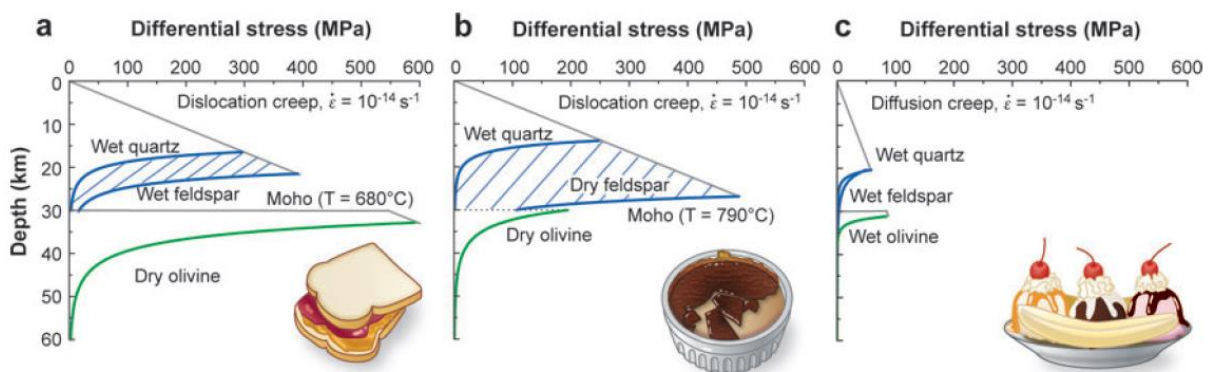 a
Differential stress (MPa)
0 100 200 300 400 500 600
0
10
20
30
40
50
60
Depth (km)
Dislocation creep, ε̇ = 10⁻¹⁴ s⁻¹
Wet quartz
Wet feldspar
Moho (T = 680°C)
Dry olivine
b
Differential stress (MPa)
0 100 200 300 400 500 600
Dislocation creep, ε̇ = 10⁻¹⁴ s⁻¹
Wet quartz
Dry feldspar
Moho (T = 790°C)
Dry olivine
c
Differential stress (MPa)
0 100 200 300 400 500 600
Diffusion creep, ε̇ = 10⁻¹⁴ s⁻¹
Wet quartz
Wet feldspar
Wet olivine